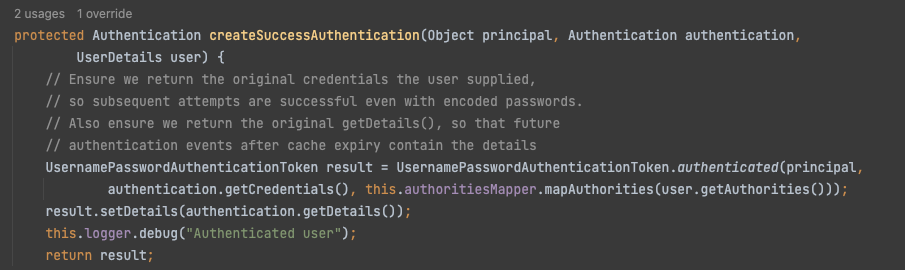 2 usages 1 override
protected Authentication createSuccessAuthentication(Object principal, Authentication authentication,
UserDetails user) {
// Ensure we return the original credentials the user supplied,
// so subsequent attempts are successful even with encoded passwords.
// Also ensure we return the original getDetails(), so that future
// authentication events after cache expiry contain the details
UsernamePasswordAuthenticationToken result = UsernamePasswordAuthenticationToken.authenticated(principal,
authentication.getCredentials(), this.authoritiesMapper.mapAuthorities(user.getAuthorities()));
result.setDetails(authentication.getDetails());
this.logger.debug("Authenticated user");
return result;